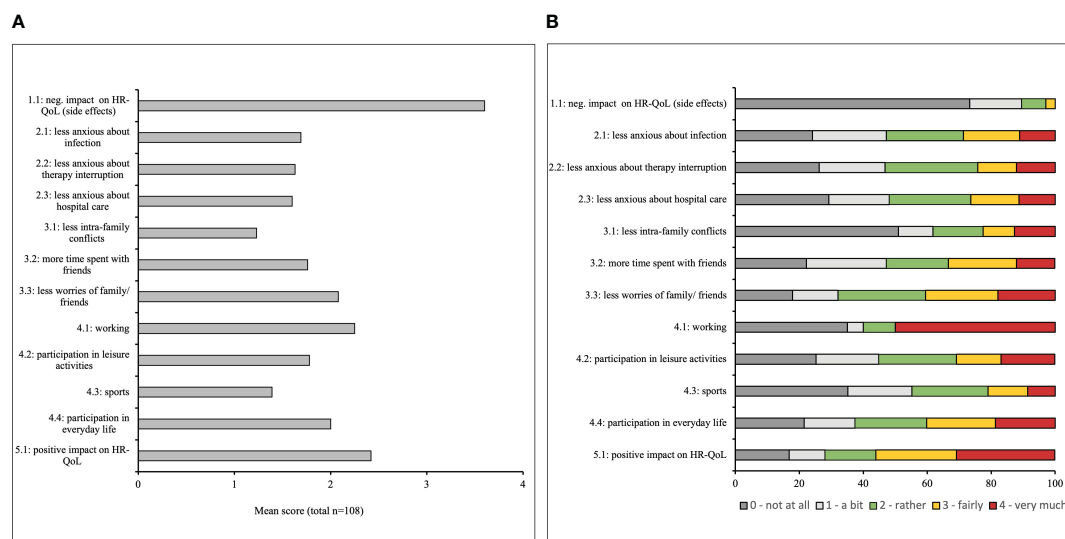 A
1.1: neg. impact on HR-
QoL (side effects)
2.1: less anxious about
infection
2.2: less anxious about
therapy interruption
2.3: less anxious about
hospital care
3.1: less intra-family
conflicts
3.2: more time spent with
friends
3.3: less worries of family/
friends
4.1: working
4.2: participation in leisure
activities
4.3: sports
4.4: participation in
everyday life
5.1: positive impact on HR-
QoL
0 1 2 3 4
Mean score (total n=108)
B
1.1: neg. impact on HR-QoL (side effects)
2.1: less anxious about infection
2.2: less anxious about therapy interruption
2.3: less anxious about hospital care
3.1: less intra-family conflicts
3.2: more time spent with friends
3.3: less worries of family/ friends
4.1: working
4.2: participation in leisure activities
4.3: sports
4.4: participation in everyday life
5.1: positive impact on HR-QoL
0 20 40 60 80 100
0 - not at all 1 - a bit 2 - rather 3 - fairly 4 - very much